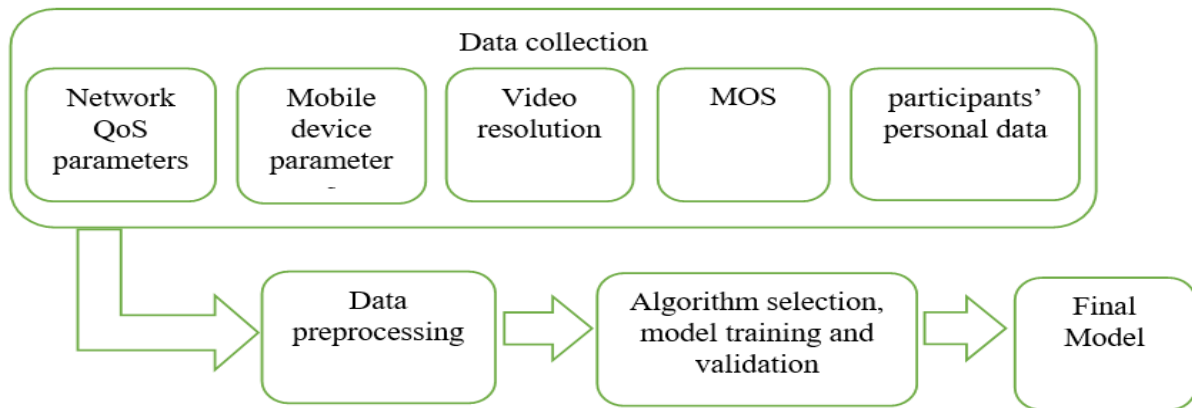 Data collection
Network
QoS
parameters
Mobile
device
parameter
Video
resolution
MOS
participants’
personal data
Data
preprocessing
Algorithm selection,
model training and
validation
Final
Model